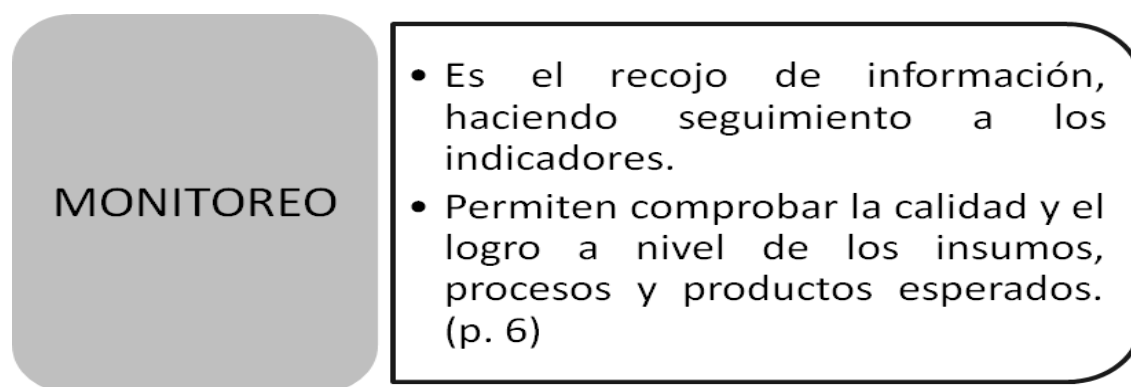 MONITOREO
• Es el recojo de información,
haciendo seguimiento a los
indicadores.
• Permiten comprobar la calidad y el
logro a nivel de los insumos,
procesos y productos esperados.
(p. 6)